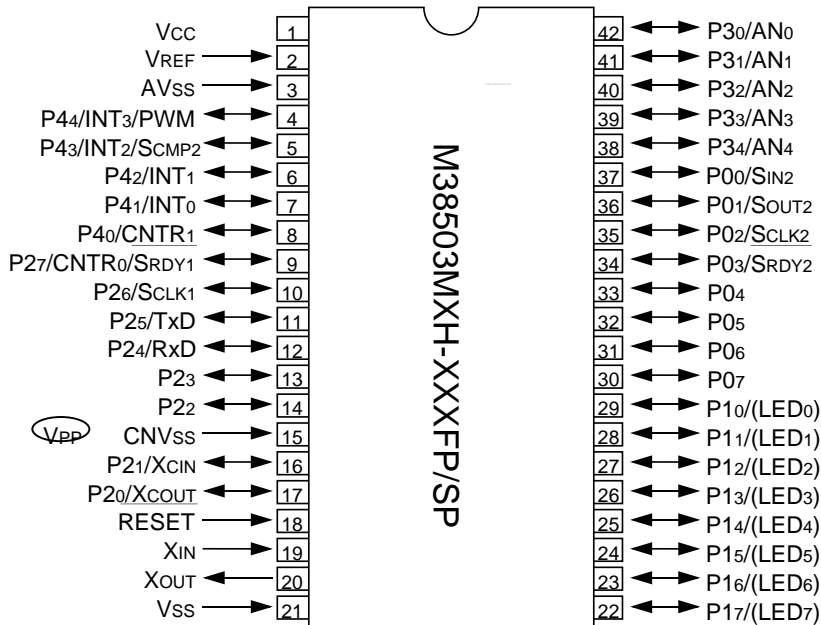 VCC 1
VREF 2
AVSS 3
P44/INT3/PWM 4
P43/INT2/SCMP2 5
P42/INT1 6
P41/INT0 7
P40/CNTR1 8
P27/CNTR0/SRDY1 9
P26/SCLK1 10
P25/TxD 11
P24/RxD 12
P23 13
P22 14
VPP CNVSS 15
P21/XCIN 16
P20/XCOUT 17
RESET 18
XIN 19
XOUT 20
VSS 21
M38503MXH-XXXFP/SP
42 P30/AN0
41 P31/AN1
40 P32/AN2
39 P33/AN3
38 P34/AN4
37 P00/SIN2
36 P01/SOUT2
35 P02/SCLK2
34 P03/SRDY2
33 P04
32 P05
31 P06
30 P07
29 P10/(LED0)
28 P11/(LED1)
27 P12/(LED2)
26 P13/(LED3)
25 P14/(LED4)
24 P15/(LED5)
23 P16/(LED6)
22 P17/(LED7)